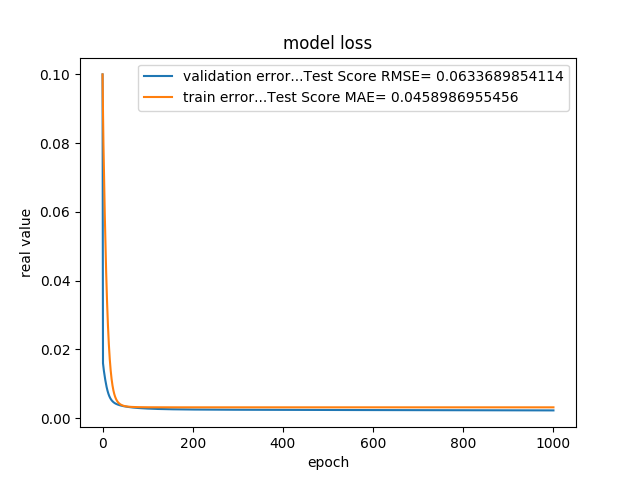 model loss
validation error...Test Score RMSE= 0.0633689854114
train error...Test Score MAE= 0.0458986955456
real value
0.10
0.08
0.06
0.04
0.02
0.00
0 200 400 600 800 1000
epoch